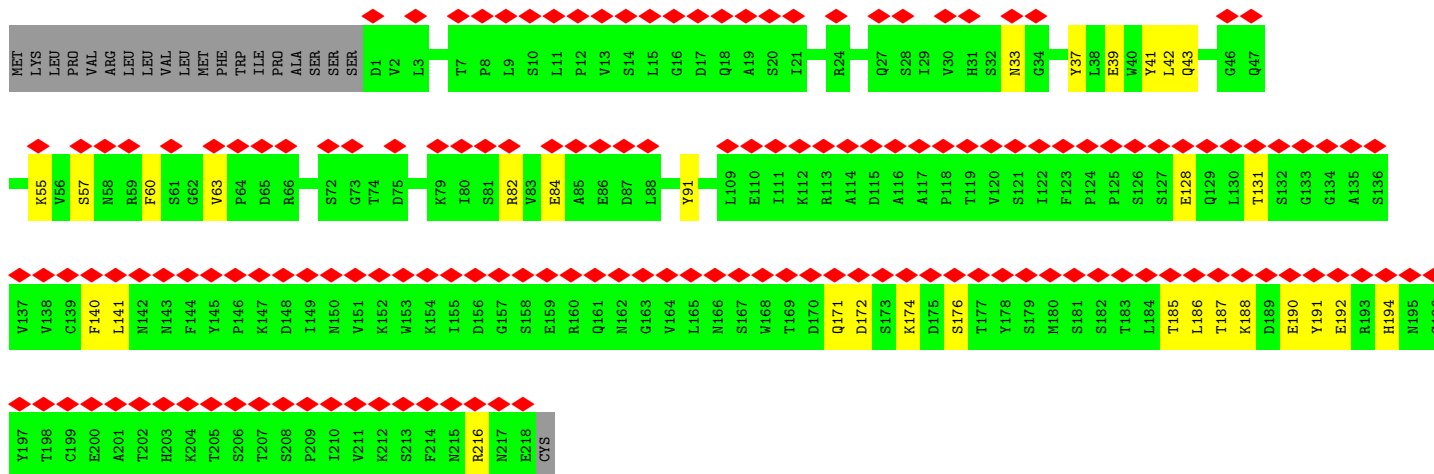 MET LYS LEU PRO VAL ARG LEU LEU VAL LEU MET PHE TRP ILE PRO ALA SER SER SER D1 V2 L3 T7 P8 L9 S10 L11 P12 V13 S14 L15 G16 D17 Q18 A19 S20 I21 R24 Q27 S28 I29 V30 H31 S32 N33 G34 Y37 L38 E39 W40 Y41 L42 Q43 G46 Q47
K55 V56 S57 N58 R59 F60 S61 G62 V63 P64 D65 R66 S72 G73 T74 D75 K79 I80 S81 R82 V83 E84 A85 E86 D87 L88 Y91 L109 E110 I111 K112 R113 A114 D115 A116 A117 P118 T119 V120 S121 I122 F123 P124 P125 S126 S127 E128 Q129 L130 T131 S132 G133 G134 A135 S136
V137 V138 C139 F140 L141 N142 N143 F144 Y145 P146 K147 D148 I149 N150 V151 K152 W153 K154 I155 D156 G157 S158 E159 R160 Q161 N162 G163 V164 L165 N166 S167 W168 T169 D170 Q171 D172 S173 K174 D175 S176 T177 Y178 S179 M180 S181 S182 T183 L184 T185 L186 T187 K188 D189 E190 Y191 E192 R193 H194 N195
Y197 T198 C199 E200 A201 T202 H203 K204 T205 S206 T207 S208 P209 I210 V211 K212 S213 F214 N215 R216 N217 E218 CYS